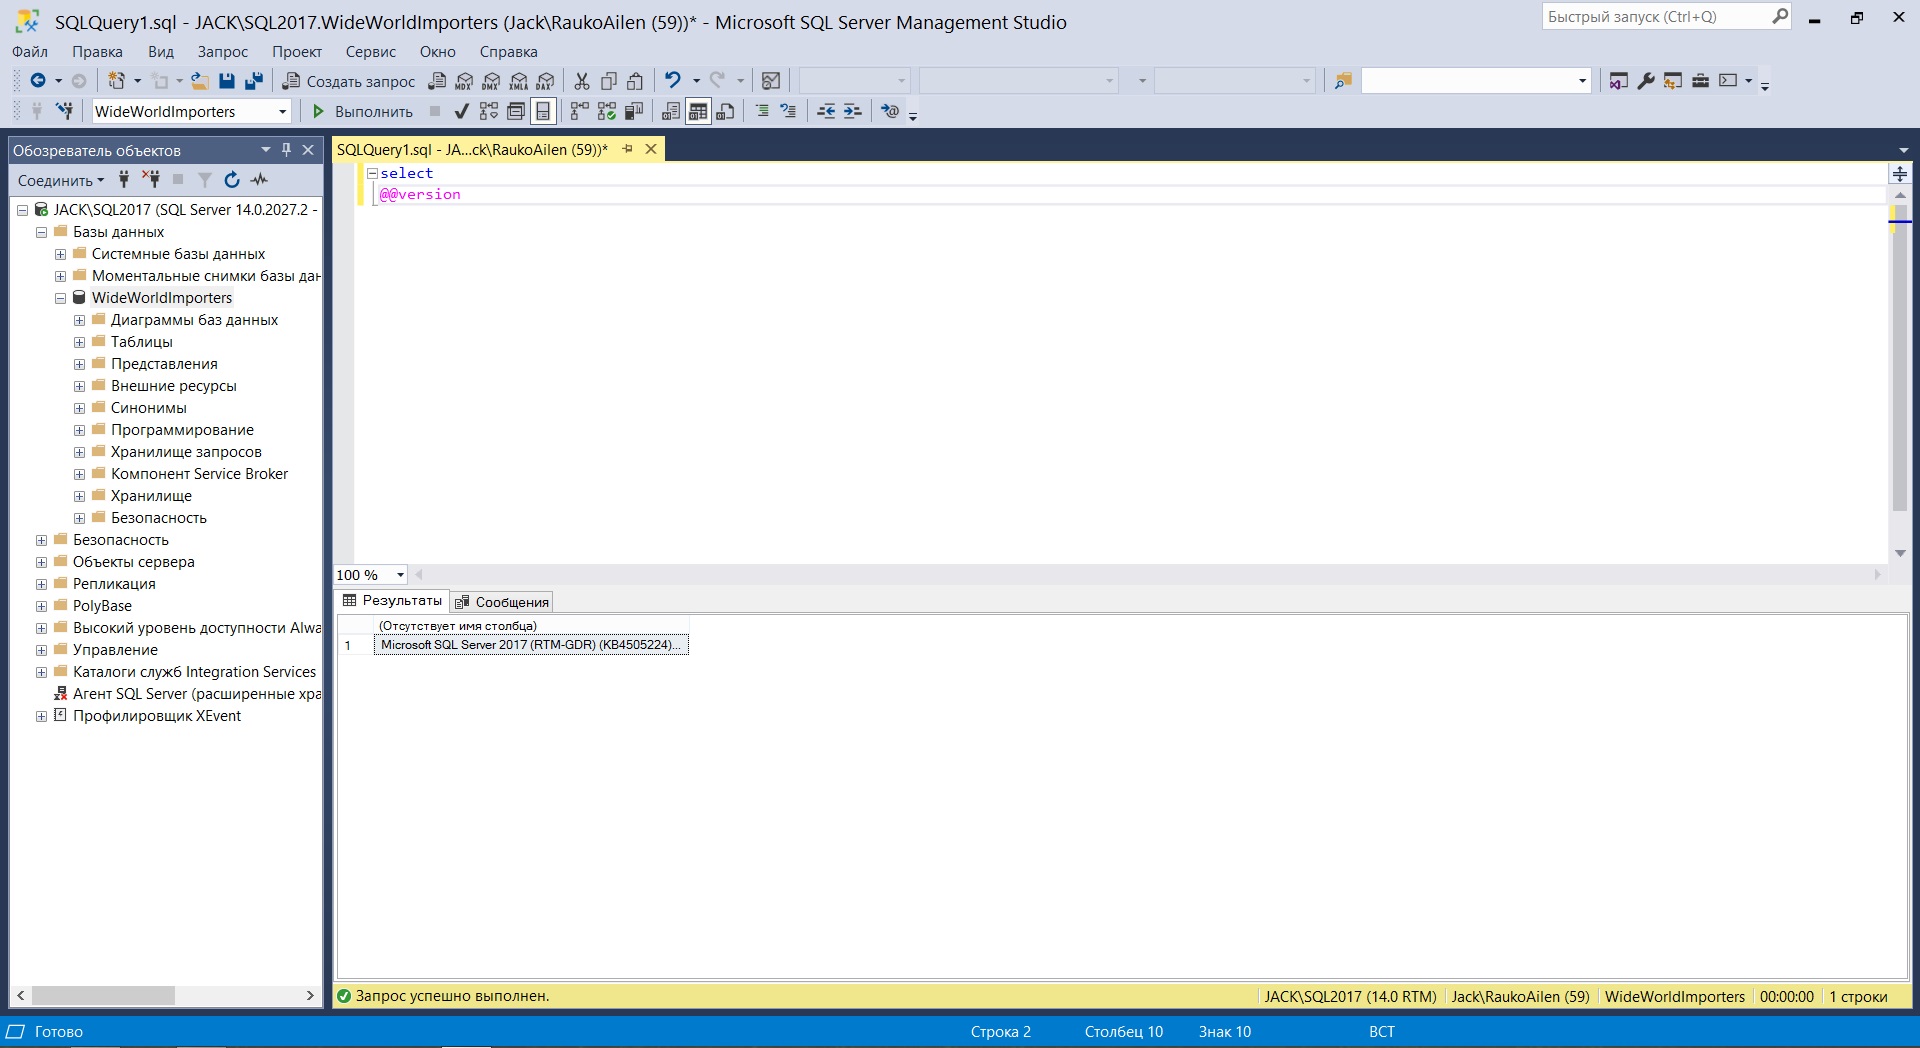 SQLQuery1.sql - JACK\SQL2017.WideWorldImporters (Jack\RaukoAilen (59))* - Microsoft SQL Server Management Studio
Быстрый запуск (Ctrl+Q)
Файл Правка Вид Запрос Проект Сервис Окно Справка
Создать запрос MDX DMX XMLA DAX
WideWorldImporters Выполнить
Обозреватель объектов
Соединить
JACK\SQL2017 (SQL Server 14.0.2027.2 -
Базы данных
Системные базы данных
Моментальные снимки базы дан
WideWorldImporters
Диаграммы баз данных
Таблицы
Представления
Внешние ресурсы
Синонимы
Программирование
Хранилище запросов
Компонент Service Broker
Хранилище
Безопасность
Безопасность
Объекты сервера
Репликация
PolyBase
Высокий уровень доступности Alwa
Управление
Каталоги служб Integration Services
Агент SQL Server (расширенные хра
Профилировщик XEvent
SQLQuery1.sql - JA...ck\RaukoAilen (59))*
select
@@version
100 %
Результаты Сообщения
(Отсутствует имя столбца)
1 Microsoft SQL Server 2017 (RTM-GDR) (KB4505224)...
Запрос успешно выполнен. JACK\SQL2017 (14.0 RTM) Jack\RaukoAilen (59) WideWorldImporters 00:00:00 1 строки
Готово Строка 2 Столбец 10 Знак 10 ВСТ